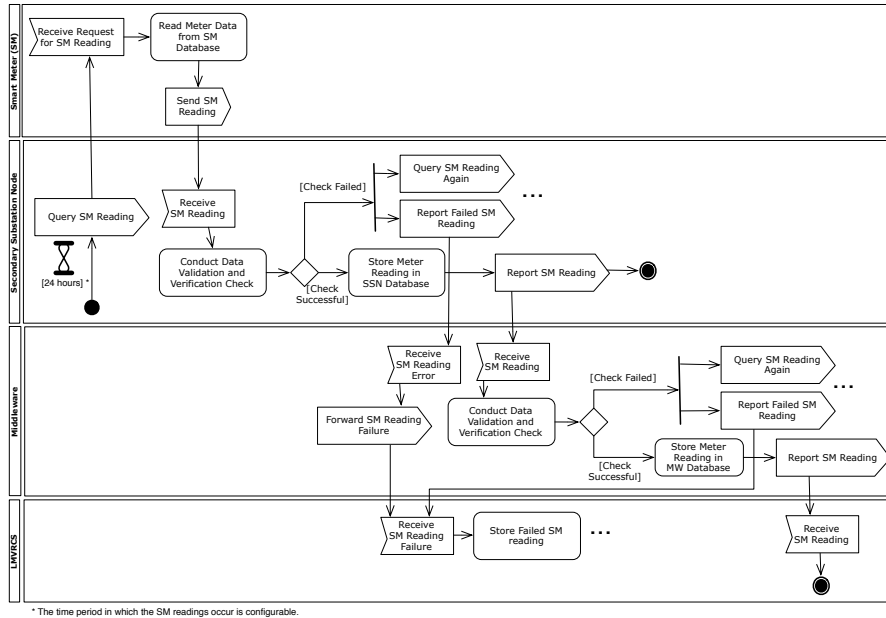 Smart Meter (SM)
Receive Request
for SM Reading
Read Meter Data
from SM
Database
Send SM
Reading
Secondary Substation Node
Query SM Reading
[24 hours] *
Receive
SM Reading
Conduct Data
Validation and
Verification Check
[Check Failed]
[Check
Successful]
Query SM Reading
Again
Report Failed SM
Reading
...
Store Meter
Reading in
SSN Database
Report SM Reading
Middleware
Receive
SM Reading
Error
Forward SM Reading
Failure
Receive
SM Reading
Conduct Data
Validation and
Verification Check
[Check Failed]
[Check
Successful]
Query SM Reading
Again
Report Failed SM
Reading
...
Store Meter
Reading in
MW Database
Report SM Reading
LMVRCS
Receive
SM Reading
Failure
Store Failed SM
reading
...
Receive
SM Reading
* The time period in which the SM readings occur is configurable.